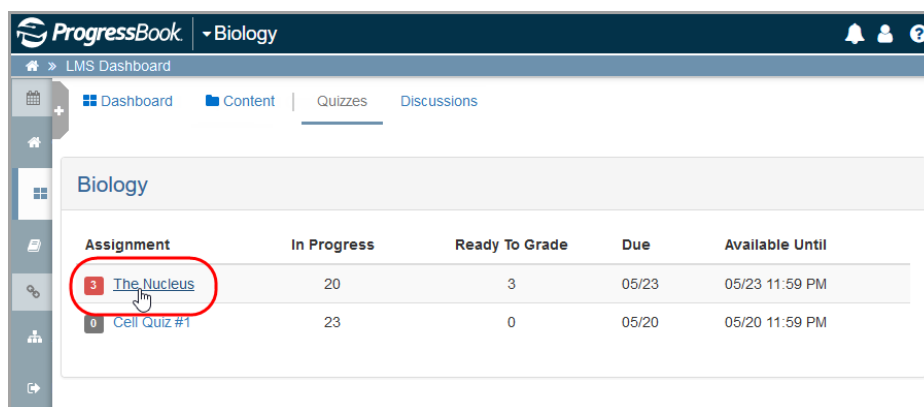 ProgressBook. Biology
» LMS Dashboard
Dashboard Content | Quizzes Discussions
Biology
Assignment In Progress Ready To Grade Due Available Until
3 The Nucleus 20 3 05/23 05/23 11:59 PM
0 Cell Quiz #1 23 0 05/20 05/20 11:59 PM